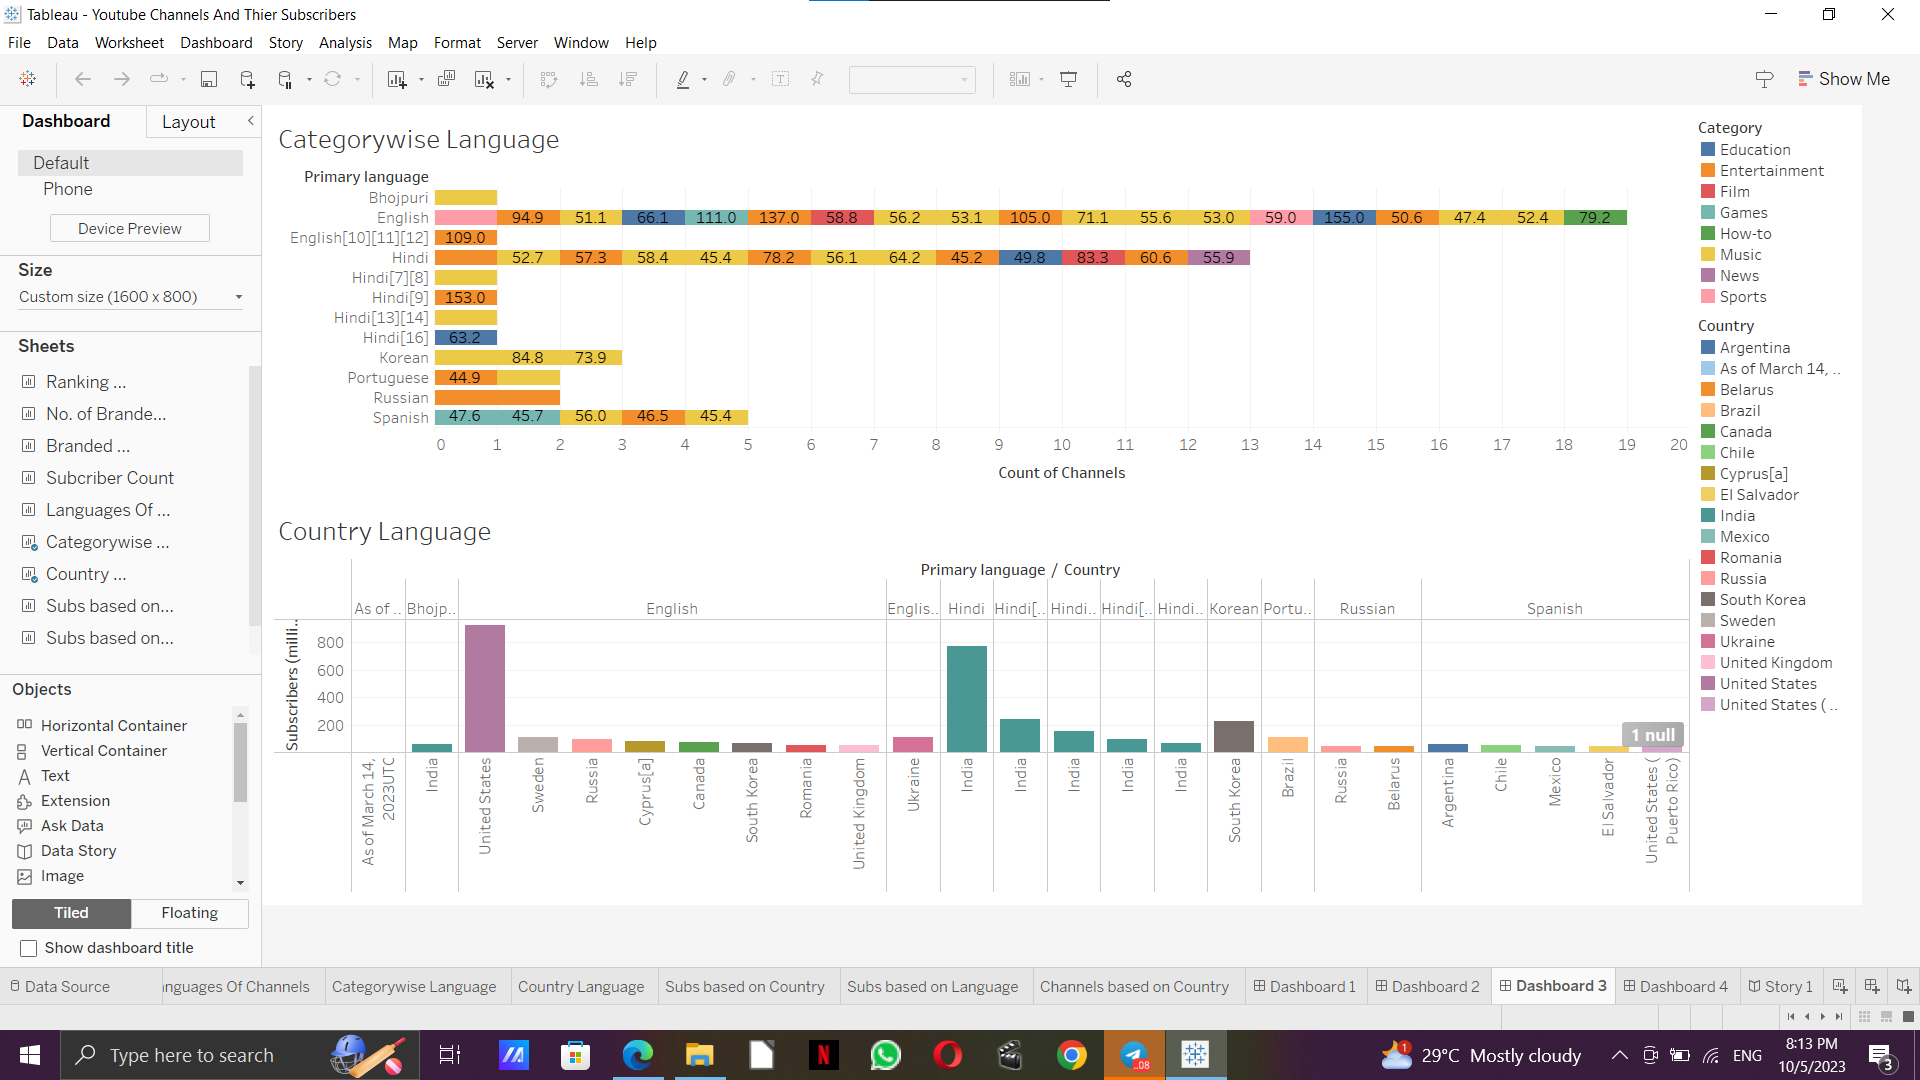 Tableau - Youtube Channels And Thier Subscribers
File Data Worksheet Dashboard Story Analysis Map Format Server Window Help
Show Me
Dashboard Layout
Default
Phone
Device Preview
Size
Custom size (1600 x 800)
Sheets
Ranking ...
No. of Brande...
Branded ...
Subcriber Count
Languages Of ...
Categorywise ...
Country ...
Subs based on...
Subs based on...
Objects
Horizontal Container
Vertical Container
Text
Extension
Ask Data
Data Story
Image
Tiled Floating
Show dashboard title
Categorywise Language
Primary language
Bhojpuri
English 94.9 51.1 66.1 111.0 137.0 58.8 56.2 53.1 105.0 71.1 55.6 53.0 59.0 155.0 50.6 47.4 52.4 79.2
English[10][11][12] 109.0
Hindi 52.7 57.3 58.4 45.4 78.2 56.1 64.2 45.2 49.8 83.3 60.6 55.9
Hindi[7][8]
Hindi[9] 153.0
Hindi[13][14]
Hindi[16] 63.2
Korean 84.8 73.9
Portuguese 44.9
Russian
Spanish 47.6 45.7 56.0 46.5 45.4
0 1 2 3 4 5 6 7 8 9 10 11 12 13 14 15 16 17 18 19 20
Count of Channels
Country Language
Primary language / Country
As of .. Bhojp.. English Englis.. Hindi Hindi[.. Hindi.. Hindi[.. Hindi.. Korean Portu.. Russian Spanish
Subscribers (milli..
800
600
400
200
1 null
As of March 14,
2023UTC
India
United States
Sweden
Russia
Cyprus[a]
Canada
South Korea
Romania
United Kingdom
Ukraine
India
India
India
India
India
South Korea
Brazil
Russia
Belarus
Argentina
Chile
Mexico
El Salvador
United States (
Puerto Rico)
Category
Education
Entertainment
Film
Games
How-to
Music
News
Sports
Country
Argentina
As of March 14, ..
Belarus
Brazil
Canada
Chile
Cyprus[a]
El Salvador
India
Mexico
Romania
Russia
South Korea
Sweden
Ukraine
United Kingdom
United States
United States ( ..
Data Source nguages Of Channels Categorywise Language Country Language Subs based on Country Subs based on Language Channels based on Country Dashboard 1 Dashboard 2 Dashboard 3 Dashboard 4 Story 1
Type here to search
N
..08
1
29°C Mostly cloudy
ENG
8:13 PM
10/5/2023
3